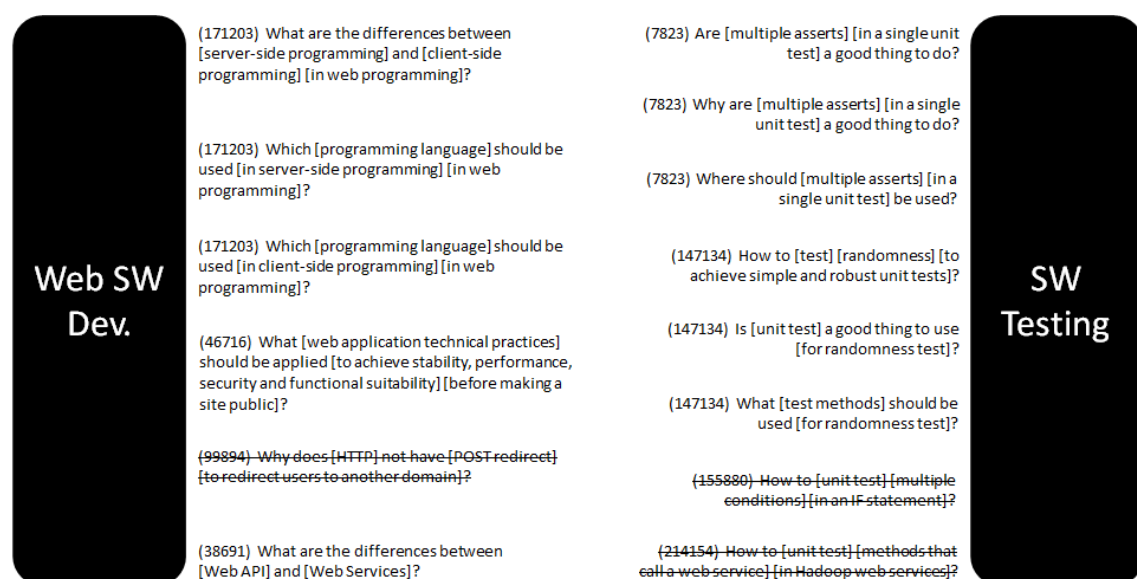 Web SW
Dev.
(171203) What are the differences between
[server-side programming] and [client-side
programming] [in web programming]?
(171203) Which [programming language] should be
used [in server-side programming] [in web
programming]?
(171203) Which [programming language] should be
used [in client-side programming] [in web
programming]?
(46716) What [web application technical practices]
should be applied [to achieve stability, performance,
security and functional suitability] [before making a
site public]?
(99894) Why does [HTTP] not have [POST redirect]
[to redirect users to another domain]?
(38691) What are the differences between
[Web API] and [Web Services]?
(7823) Are [multiple asserts] [in a single unit
test] a good thing to do?
(7823) Why are [multiple asserts] [in a single
unit test] a good thing to do?
(7823) Where should [multiple asserts] [in a
single unit test] be used?
(147134) How to [test] [randomness] [to
achieve simple and robust unit tests]?
(147134) Is [unit test] a good thing to use
[for randomness test]?
(147134) What [test methods] should be
used [for randomness test]?
(155880) How to [unit test] [multiple
conditions] [in an IF statement]?
(214154) How to [unit test] [methods that
call a web service] [in Hadoop web services]?
SW
Testing